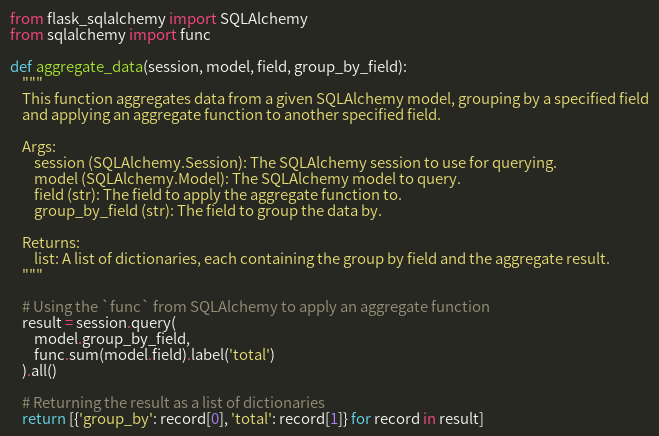 from flask_sqlalchemy import SQLAlchemy
from sqlalchemy import func

def aggregate_data(session, model, field, group_by_field):
    """
    This function aggregates data from a given SQLAlchemy model, grouping by a specified field
    and applying an aggregate function to another specified field.

    Args:
        session (SQLAlchemy.Session): The SQLAlchemy session to use for querying.
        model (SQLAlchemy.Model): The SQLAlchemy model to query.
        field (str): The field to apply the aggregate function to.
        group_by_field (str): The field to group the data by.

    Returns:
        list: A list of dictionaries, each containing the group by field and the aggregate result.
    """

    # Using the `func` from SQLAlchemy to apply an aggregate function
    result = session.query(
        model.group_by_field,
        func.sum(model.field).label('total')
    ).all()

    # Returning the result as a list of dictionaries
    return [{'group_by': record[0], 'total': record[1]} for record in result]